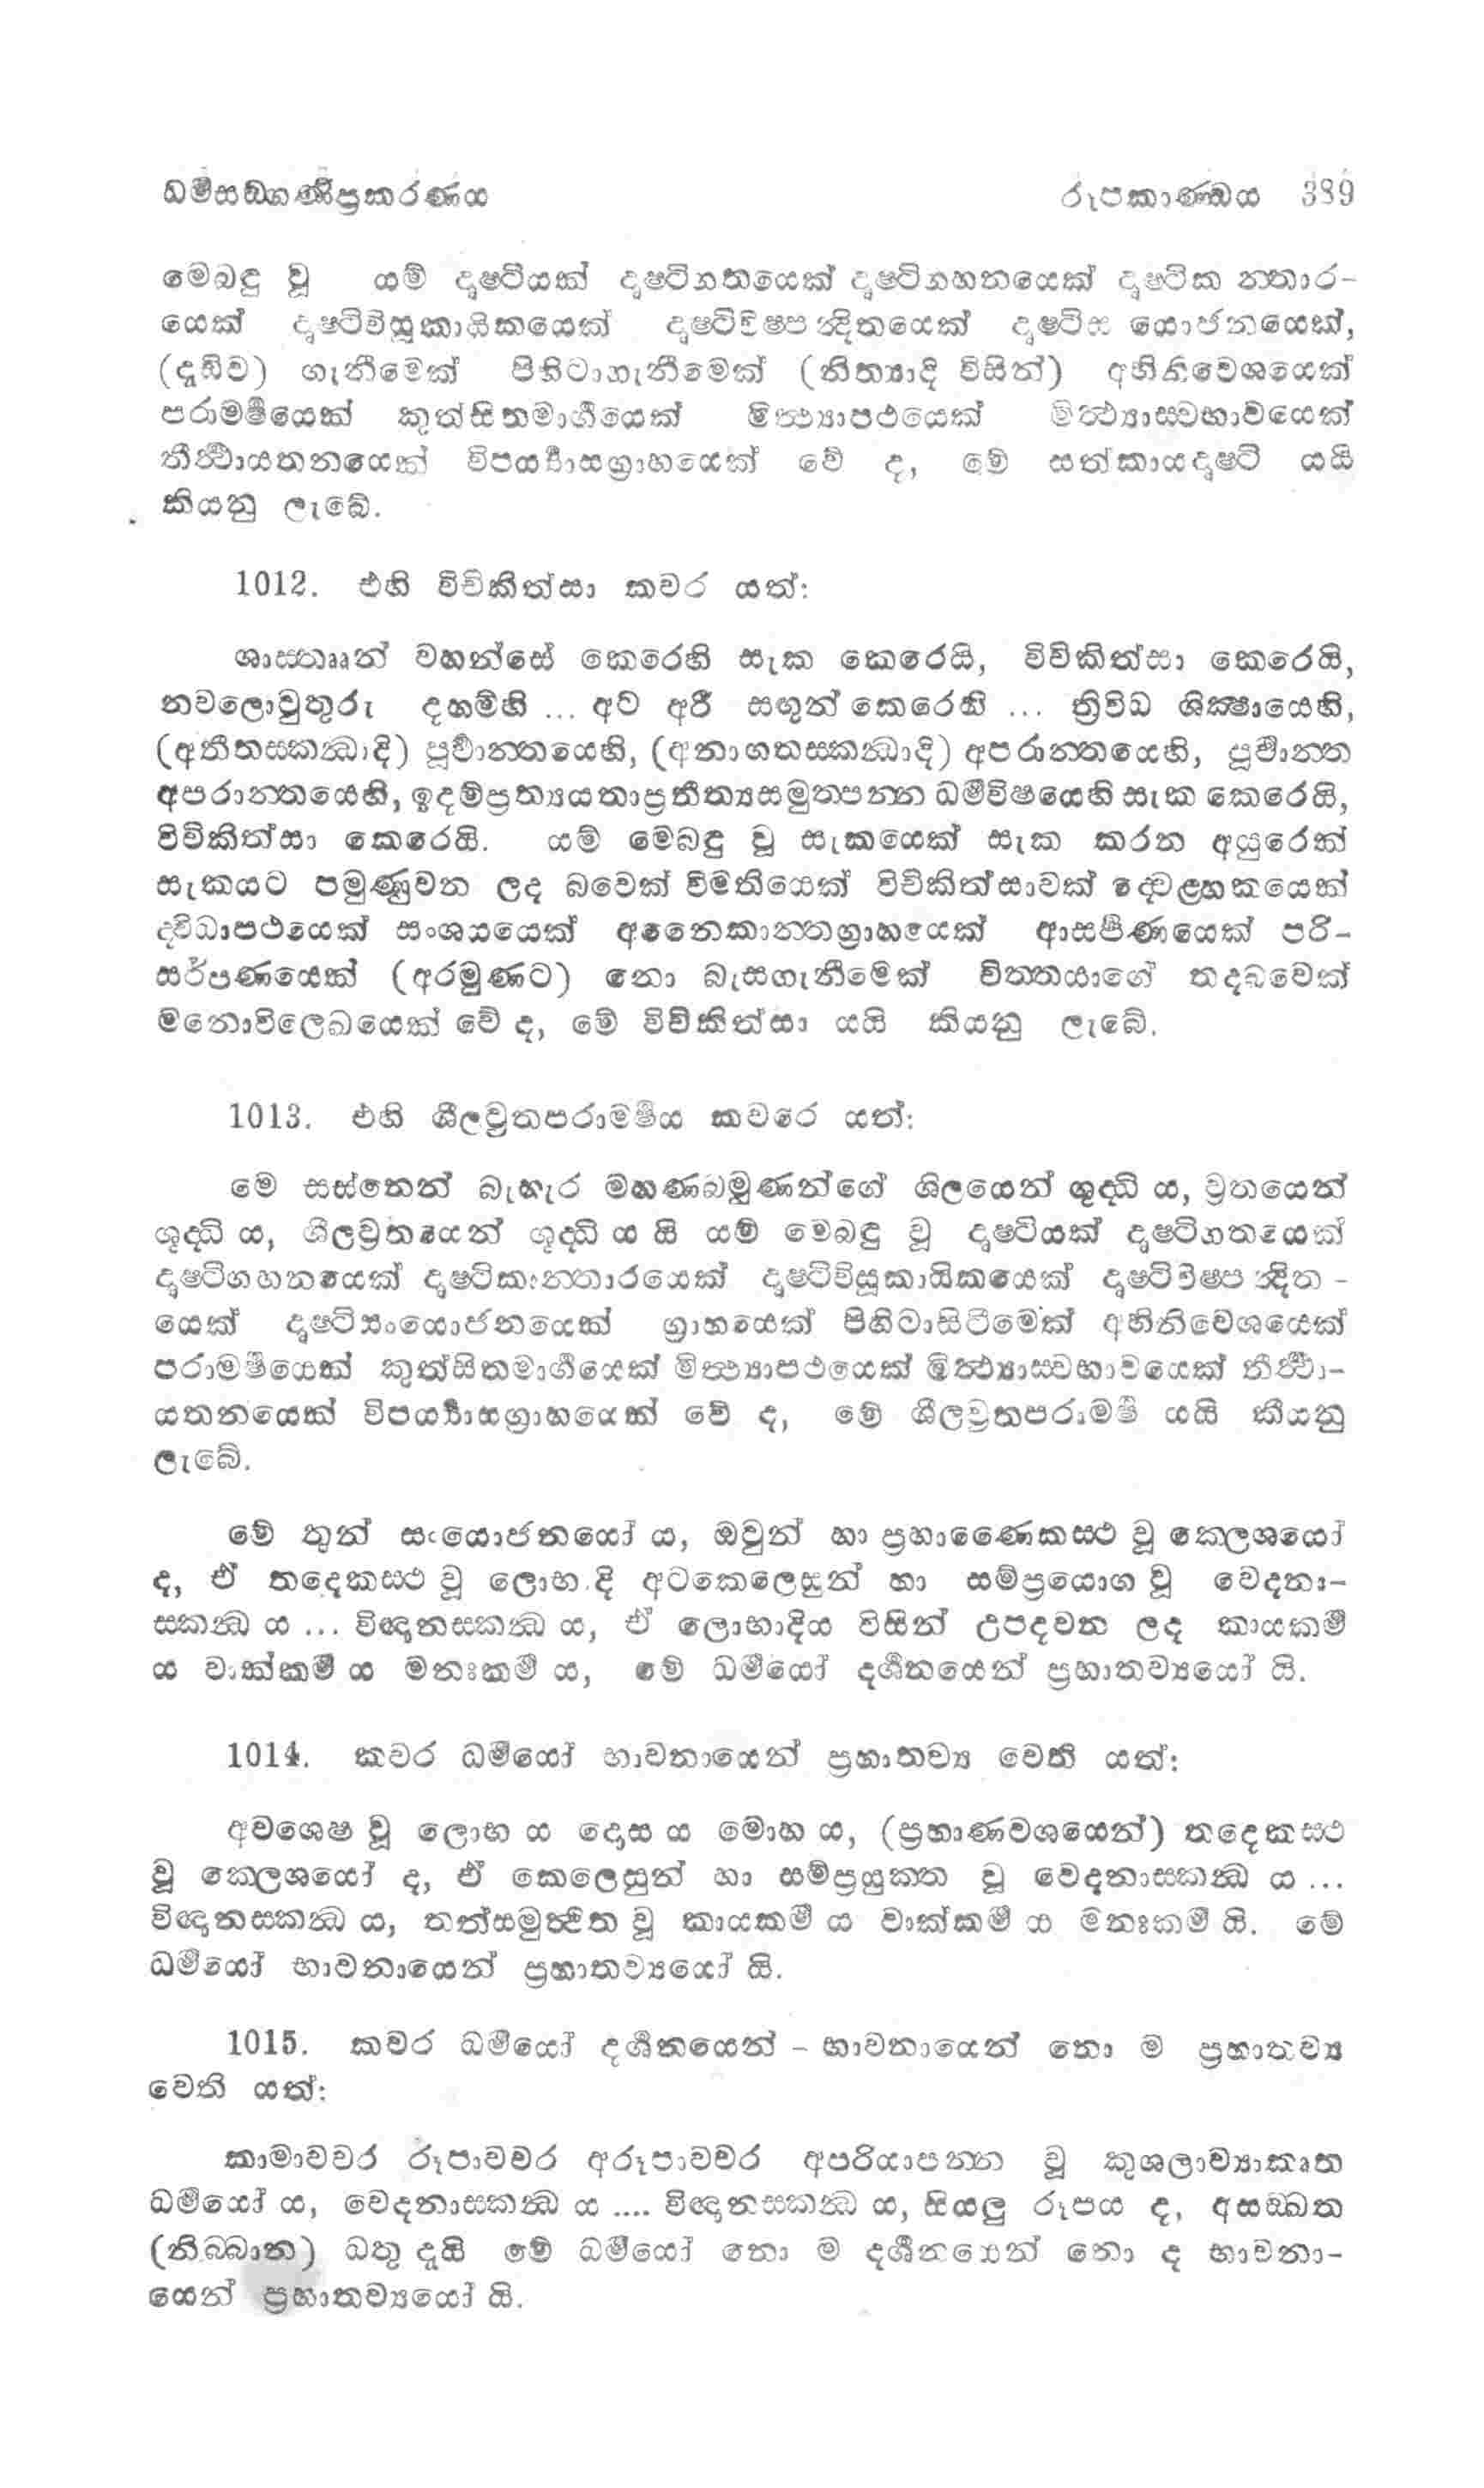 ධර්මසඞ්ගණීප්‍රකරණය රූපකාණ්ඩය 389
මෙබඳු වූ යම් දෘෂ්ටියක් දෘෂ්ටිගතයෙක් දෘෂ්ටිගහනයෙක් දෘෂ්ටිකාන්තාර-
යෙක් දෘෂ්ටිවිසූකායිකයෙක් දෘෂ්ටිවිෂ්පන්දිතයෙක් දෘෂ්ටිසංයොජනයෙක්,
(දෘඪව) ගැනීමෙක් පිහිටාගැනීමෙක් (නිත්‍යාදි විසින්) අභිනිවෙශයෙක්
පරාමර්ෂයෙක් කුත්සිතමාර්ගයෙක් මිත්‍ථ්‍යාපථයෙක් මිත්‍ථ්‍යාස්වභාවයෙක්
තීර්ත්‍ථායතනයෙක් විපර්‍ය්‍යාසග්‍රාහයෙක් වේ ද, මේ සත්කායදෘෂ්ටි යයි
කියනු ලැබේ.
1012. එහි විචිකිත්සා කවර යත්:
ශාස්තෲන් වහන්සේ කෙරෙහි සැක කෙරෙයි, විචිකිත්සා කෙරෙයි,
නවලොවුතුරු දහම්හි ... අට අරී සඟුන් කෙරෙහි ... ත්‍රිවිධ ශික්ෂායෙහි,
(අතීතස්කන්‍ධාදි) පූර්වාන්තයෙහි, (අනාගතස්කන්‍ධාදි) අපරාන්තයෙහි, පූර්වාන්ත
අපරාන්තයෙහි, ඉදම්ප්‍රත්‍යයතාප්‍රතීත්‍යසමුත්පන්න ධර්මවිෂයෙහි සැක කෙරෙයි,
විචිකිත්සා කෙරෙයි. යම් මෙබඳු වූ සැකයෙක් සැක කරන අයුරෙක්
සැකයට පමුණුවන ලද බවෙක් විමතියෙක් විචිකිත්සාවක් ද්වෙළ්හකයෙක්
ද්විධාපථයෙක් සංශයයෙක් අනෛකාන්තග්‍රාහයෙක් ආසර්පණයෙක් පරි-
සර්පණයෙක් (අරමුණට) නො බැසගැනීමෙක් චිත්තයාගේ තදබවෙක්
මනොවිලෙඛයෙක් වේ ද, මේ විචිකිත්සා යයි කියනු ලැබේ.
1013. එහි ශීලව්‍රතපරාමර්ෂය කවරෙ යත්:
මෙ සස්නෙන් බැහැර මහණබමුණන්ගේ ශිලයෙන් ශුද්ධි ය, ව්‍රතයෙන්
ශුද්ධි ය, ශීලව්‍රතයෙන් ශුද්ධි ය යි යම් මෙබඳු වූ දෘෂ්ටියක් දෘෂ්ටිගතයෙක්
දෘෂ්ටිගහනයෙක් දෘෂ්ටිකාන්තාරයෙක් දෘෂ්ටිවිසූකායිකයෙක් දෘෂ්ටිවිෂ්පන්දිත-
යෙක් දෘෂ්ටිසංයොජනයෙක් ග්‍රාහයෙක් පිහිටාසිටීමෙක් අභිනිවෙශයෙක්
පරාමර්ෂයෙක් කුත්සිතමාර්ගයෙක් මිත්‍ථ්‍යාපථයෙක් මිත්‍ථ්‍යාස්වභාවයෙක් තීර්ත්‍ථා-
යතනයෙක් විපර්‍ය්‍යාසග්‍රාහයෙක් වේ ද, මේ ශීලව්‍රතපරාමර්ෂ යයි කියනු
ලැබේ.
මේ තුන් සංයොජනයෝ ය, ඔවුන් හා ප්‍රහාණෛකස්ථ වූ ක්ලෙශයෝ
ද, ඒ තදෙකස්ථ වූ ලොභාදි අටකෙලෙසුන් හා සම්ප්‍රයොග වූ වෙදනා-
ස්කන්‍ධ ය ... විඥානස්කන්‍ධ ය, ඒ ලොභාදිය විසින් උපදවන ලද කායකර්ම
ය වාක්කර්ම ය මනඃකර්ම ය, මේ ධර්මයෝ දර්ශනයෙන් ප්‍රහාතව්‍යයෝ යි.
1014. කවර ධර්මයෝ භාවනායෙන් ප්‍රහාතව්‍ය වෙති යත්:
අවශෙෂ වූ ලොභ ය දොස ය මොහ ය, (ප්‍රහාණවශයෙන්) තදෙකස්ථ
වූ ක්ලෙශයෝ ද, ඒ කෙලෙසුන් හා සම්ප්‍රයුක්ත වූ වෙදනාස්කන්‍ධ ය ...
විඥානස්කන්‍ධ ය, තත්සමුත්‍ථිත වූ කායකර්ම ය වාක්කර්ම ය මනඃකර්ම යි. මේ
ධර්මයෝ භාවනායෙන් ප්‍රහාතව්‍යයෝ යි.
1015. කවර ධර්මයෝ දර්ශනයෙන් - භාවනායෙන් නො ම ප්‍රහාතව්‍ය
වෙති යත්:
කාමාවචර රූපාවචර අරූපාවචර අපරියාපන්න වූ කුශලාව්‍යාකෘත
ධර්මයෝ ය, වෙදනාස්කන්‍ධ ය .... විඥානස්කන්‍ධ ය, සියලු රූපය ද, අසඞ්ඛත
(නිබ්බාන) ධාතු දැයි මේ ධර්මයෝ නො ම දර්ශනයෙන් නො ද භාවනා-
යෙන් ප්‍රහාතව්‍යයෝ යි.